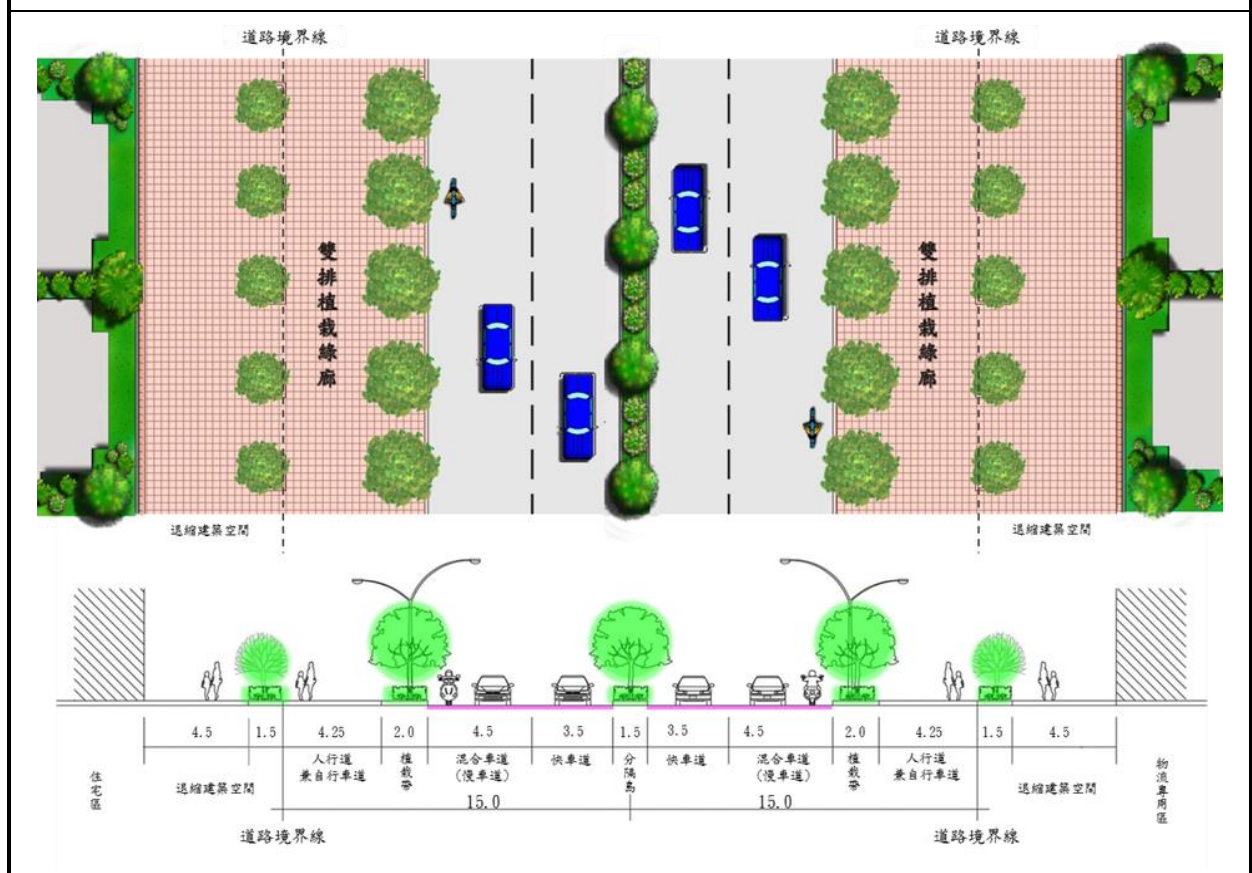 道路境界線 道路境界線
雙排植栽綠廊 雙排植栽綠廊
退縮建築空間 退縮建築空間
4.5 1.5 4.25 2.0 4.5 3.5 1.5 3.5 4.5 2.0 4.25 1.5 4.5
住宅區
退縮建築空間
人行道
兼自行車道
植栽帶
混合車道
(慢車道)
快車道
分隔島
快車道
混合車道
(慢車道)
植栽帶
人行道
兼自行車道
退縮建築空間
物流專用區
15.0 15.0
道路境界線 道路境界線